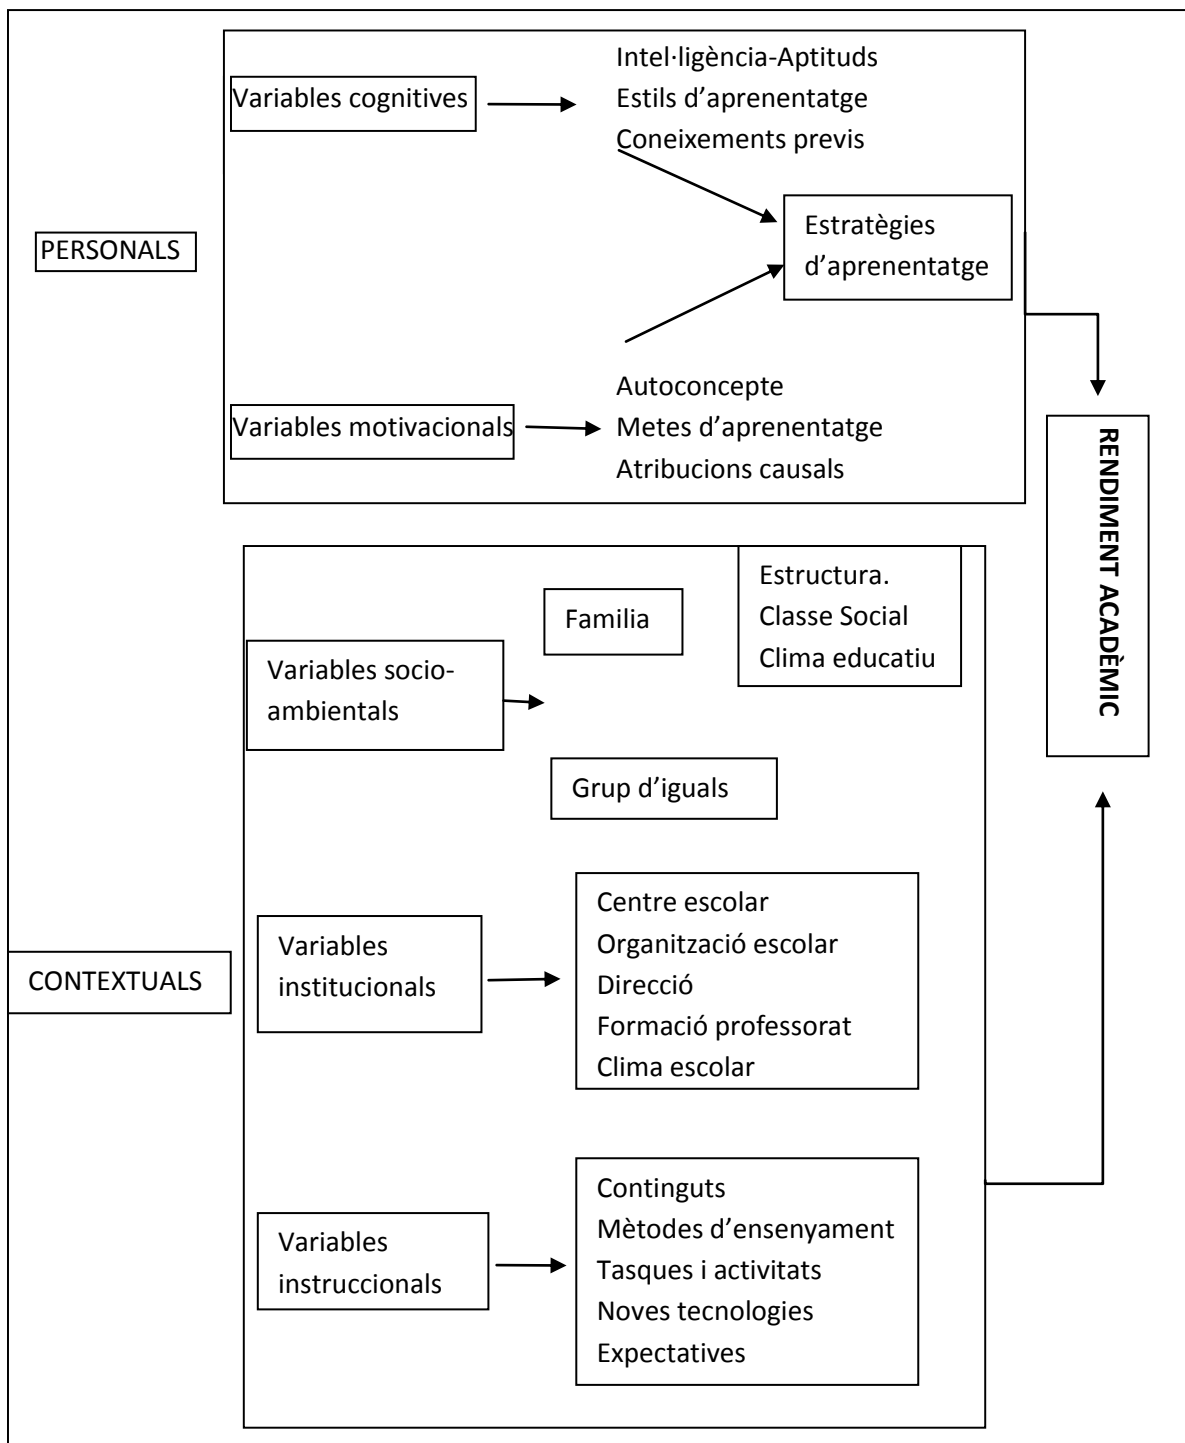 Intel·ligència-Aptituds
Variables cognitives
Estils d’aprenentatge
Coneixements previs
PERSONALS
Estratègies
d’aprenentatge
Autoconcepte
Variables motivacionals
Metes d’aprenentatge
Atribucions causals
RENDIMENT ACADÈMIC
Estructura.
Classe Social
Clima educatiu
Familia
Variables socio-
ambientals
Grup d’iguals
CONTEXTUALS
Variables
institucionals
Centre escolar
Organització escolar
Direcció
Formació professorat
Clima escolar
Variables
instruccionals
Continguts
Mètodes d’ensenyament
Tasques i activitats
Noves tecnologies
Expectatives